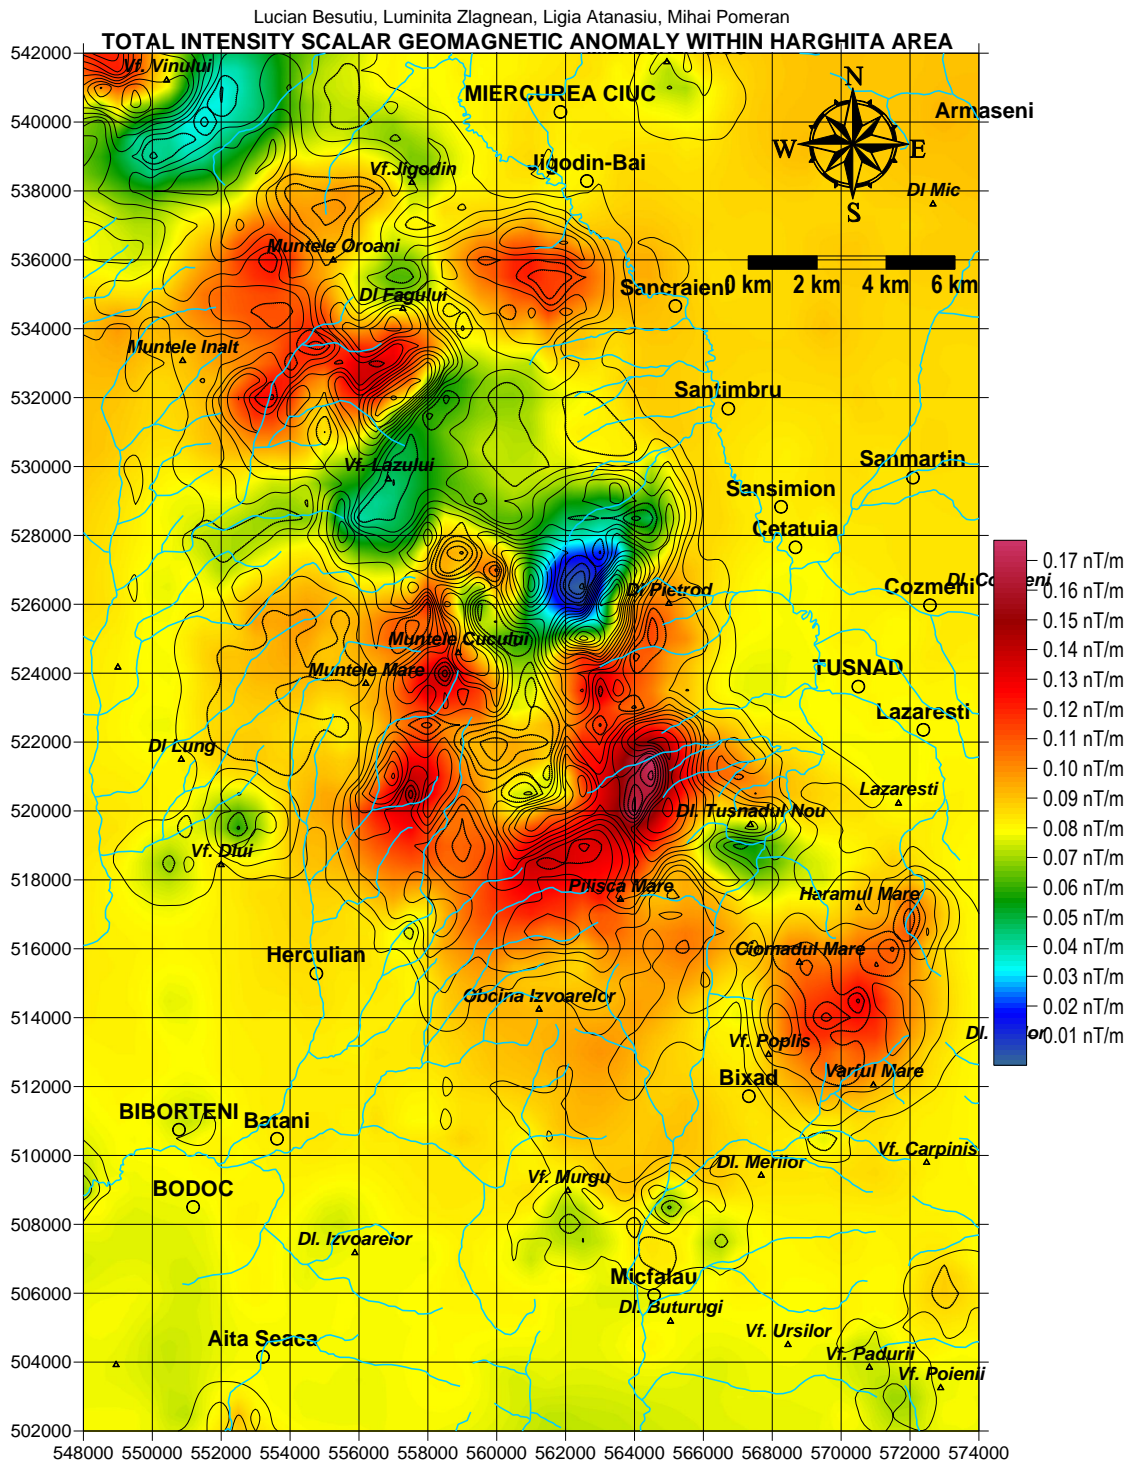 Lucian Besutiu, Luminita Zlagnean, Ligia Atanasiu, Mihai Pomeran
TOTAL INTENSITY SCALAR GEOMAGNETIC ANOMALY WITHIN HARGHITA AREA
542000
Vf. Vinului
MIERCUREA CIUC
N
Armaseni
540000
W
E
Jigodin-Bai
Vf.Jigodin
538000
Dl Mic
S
Muntele Oroani
536000
0 km
2 km
4 km
6 km
Sancraieni
Dl Fagului
534000
Muntele Inalt
532000
Santimbru
530000
Vf. Lazului
Sanmartin
Sansimion
528000
Cetatuia
0.17 nT/m
Cozmeni
Dl Pietrod
0.16 nT/m
526000
0.15 nT/m
Muntele Cucului
0.14 nT/m
524000
Muntele Mare
TUSNAD
0.13 nT/m
Lazaresti
0.12 nT/m
522000
Dl Lung
0.11 nT/m
0.10 nT/m
Lazaresti
0.09 nT/m
520000
Dl. Tusnadul Nou
0.08 nT/m
Vf. Dlui
0.07 nT/m
518000
Pilisca Mare
Haramul Mare
0.06 nT/m
0.05 nT/m
516000
Herculian
Ciomadul Mare
0.04 nT/m
0.03 nT/m
Obcina Izvoarelor
0.02 nT/m
514000
Vf. Poplis
0.01 nT/m
512000
Bixad
Varful Mare
BIBORTENI
Batani
510000
Vf. Carpinis
Dl. Meriior
BODOC
Vf. Murgu
508000
Dl. Izvoarelor
506000
Micfalau
Dl. Buturugi
Aita Seaca
Vf. Ursilor
504000
Vf. Padurii
Vf. Poienii
502000
548000 550000 552000 554000 556000 558000 560000 562000 564000 566000 568000 570000 572000 574000